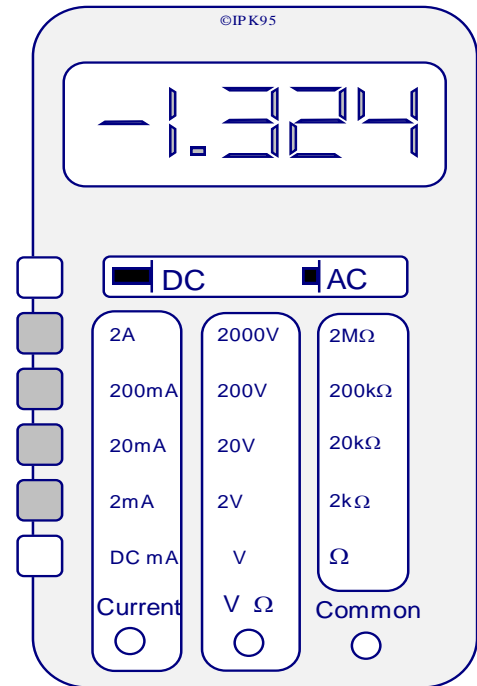 ©IPK95
-1.324
DC AC
2A 2000V 2MΩ
200mA 200V 200kΩ
20mA 20V 20kΩ
2mA 2V 2kΩ
DC mA V Ω
Current V Ω Common